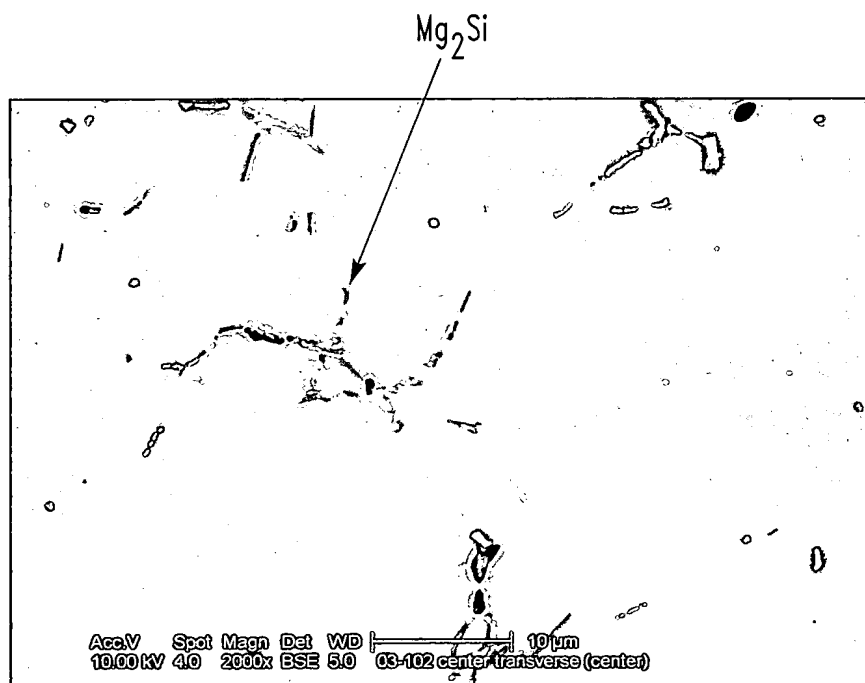 Mg₂Si
Acc.V Spot Magn Det WD 10 µm
10.00 kV 4.0 2000x BSE 5.0 03-102 center transverse (center)